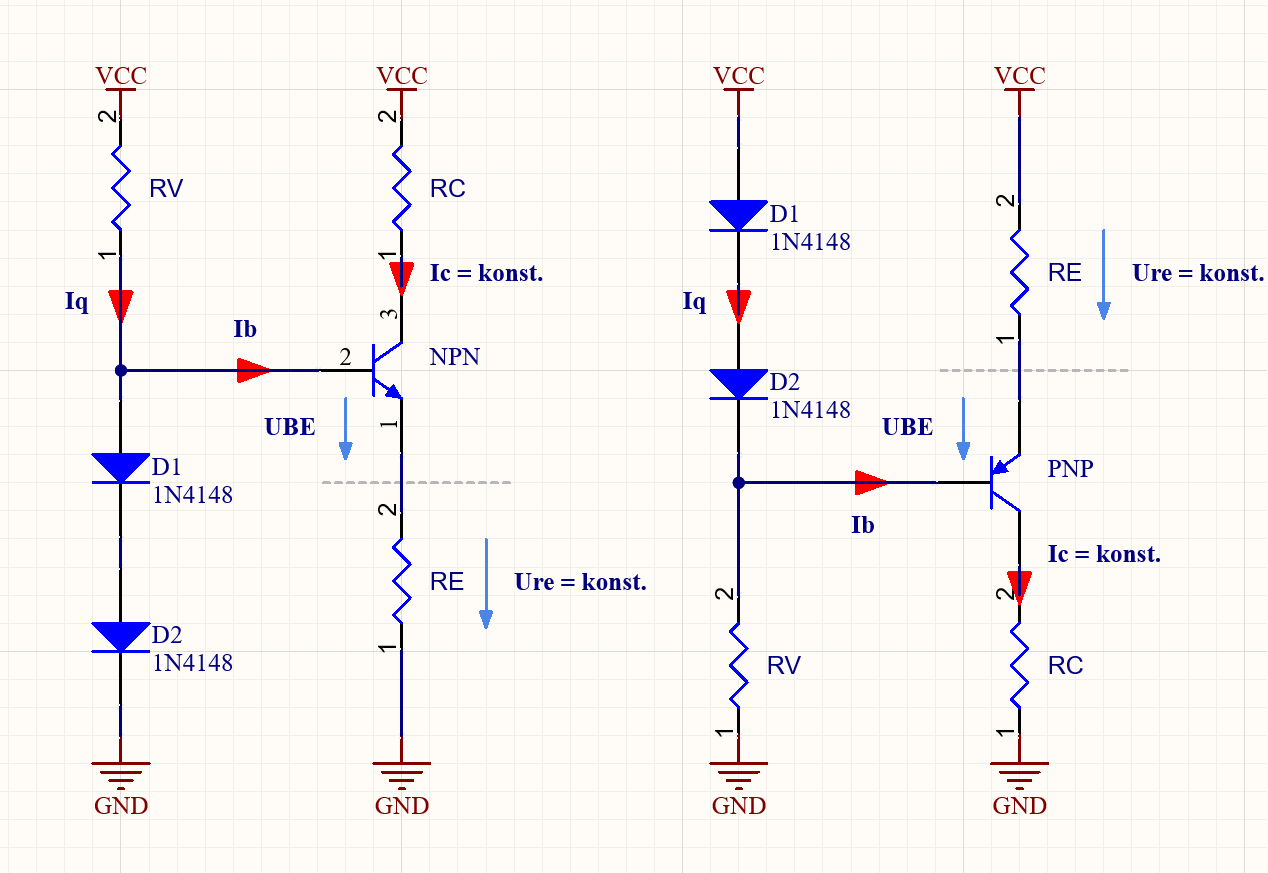 VCC
VCC
VCC
VCC
2
2
RV
RC
1
1
Iq
Ic = konst.
Ib
3
2
NPN
UBE
1
D1
1N4148
2
RE
Ure = konst.
D2
1N4148
1
GND
GND
D1
1N4148
2
RE
Ure = konst.
Iq
1
D2
1N4148
UBE
PNP
Ib
Ic = konst.
2
2
RV
RC
1
1
GND
GND